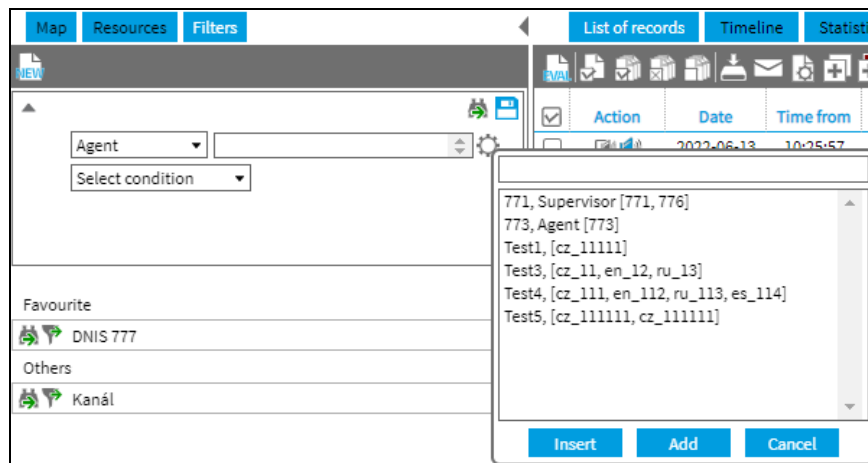 Map Resources Filters List of records Timeline Statisti
NEW EVAL
Action Date Time from
Agent
2022-06-13 10:25:57
Select condition
771, Supervisor [771, 776]
773, Agent [773]
Test1, [cz_11111]
Test3, [cz_11, en_12, ru_13]
Test4, [cz_111, en_112, ru_113, es_114]
Test5, [cz_111111, cz_111111]
Favourite
DNIS 777
Others
Kanál
Insert Add Cancel